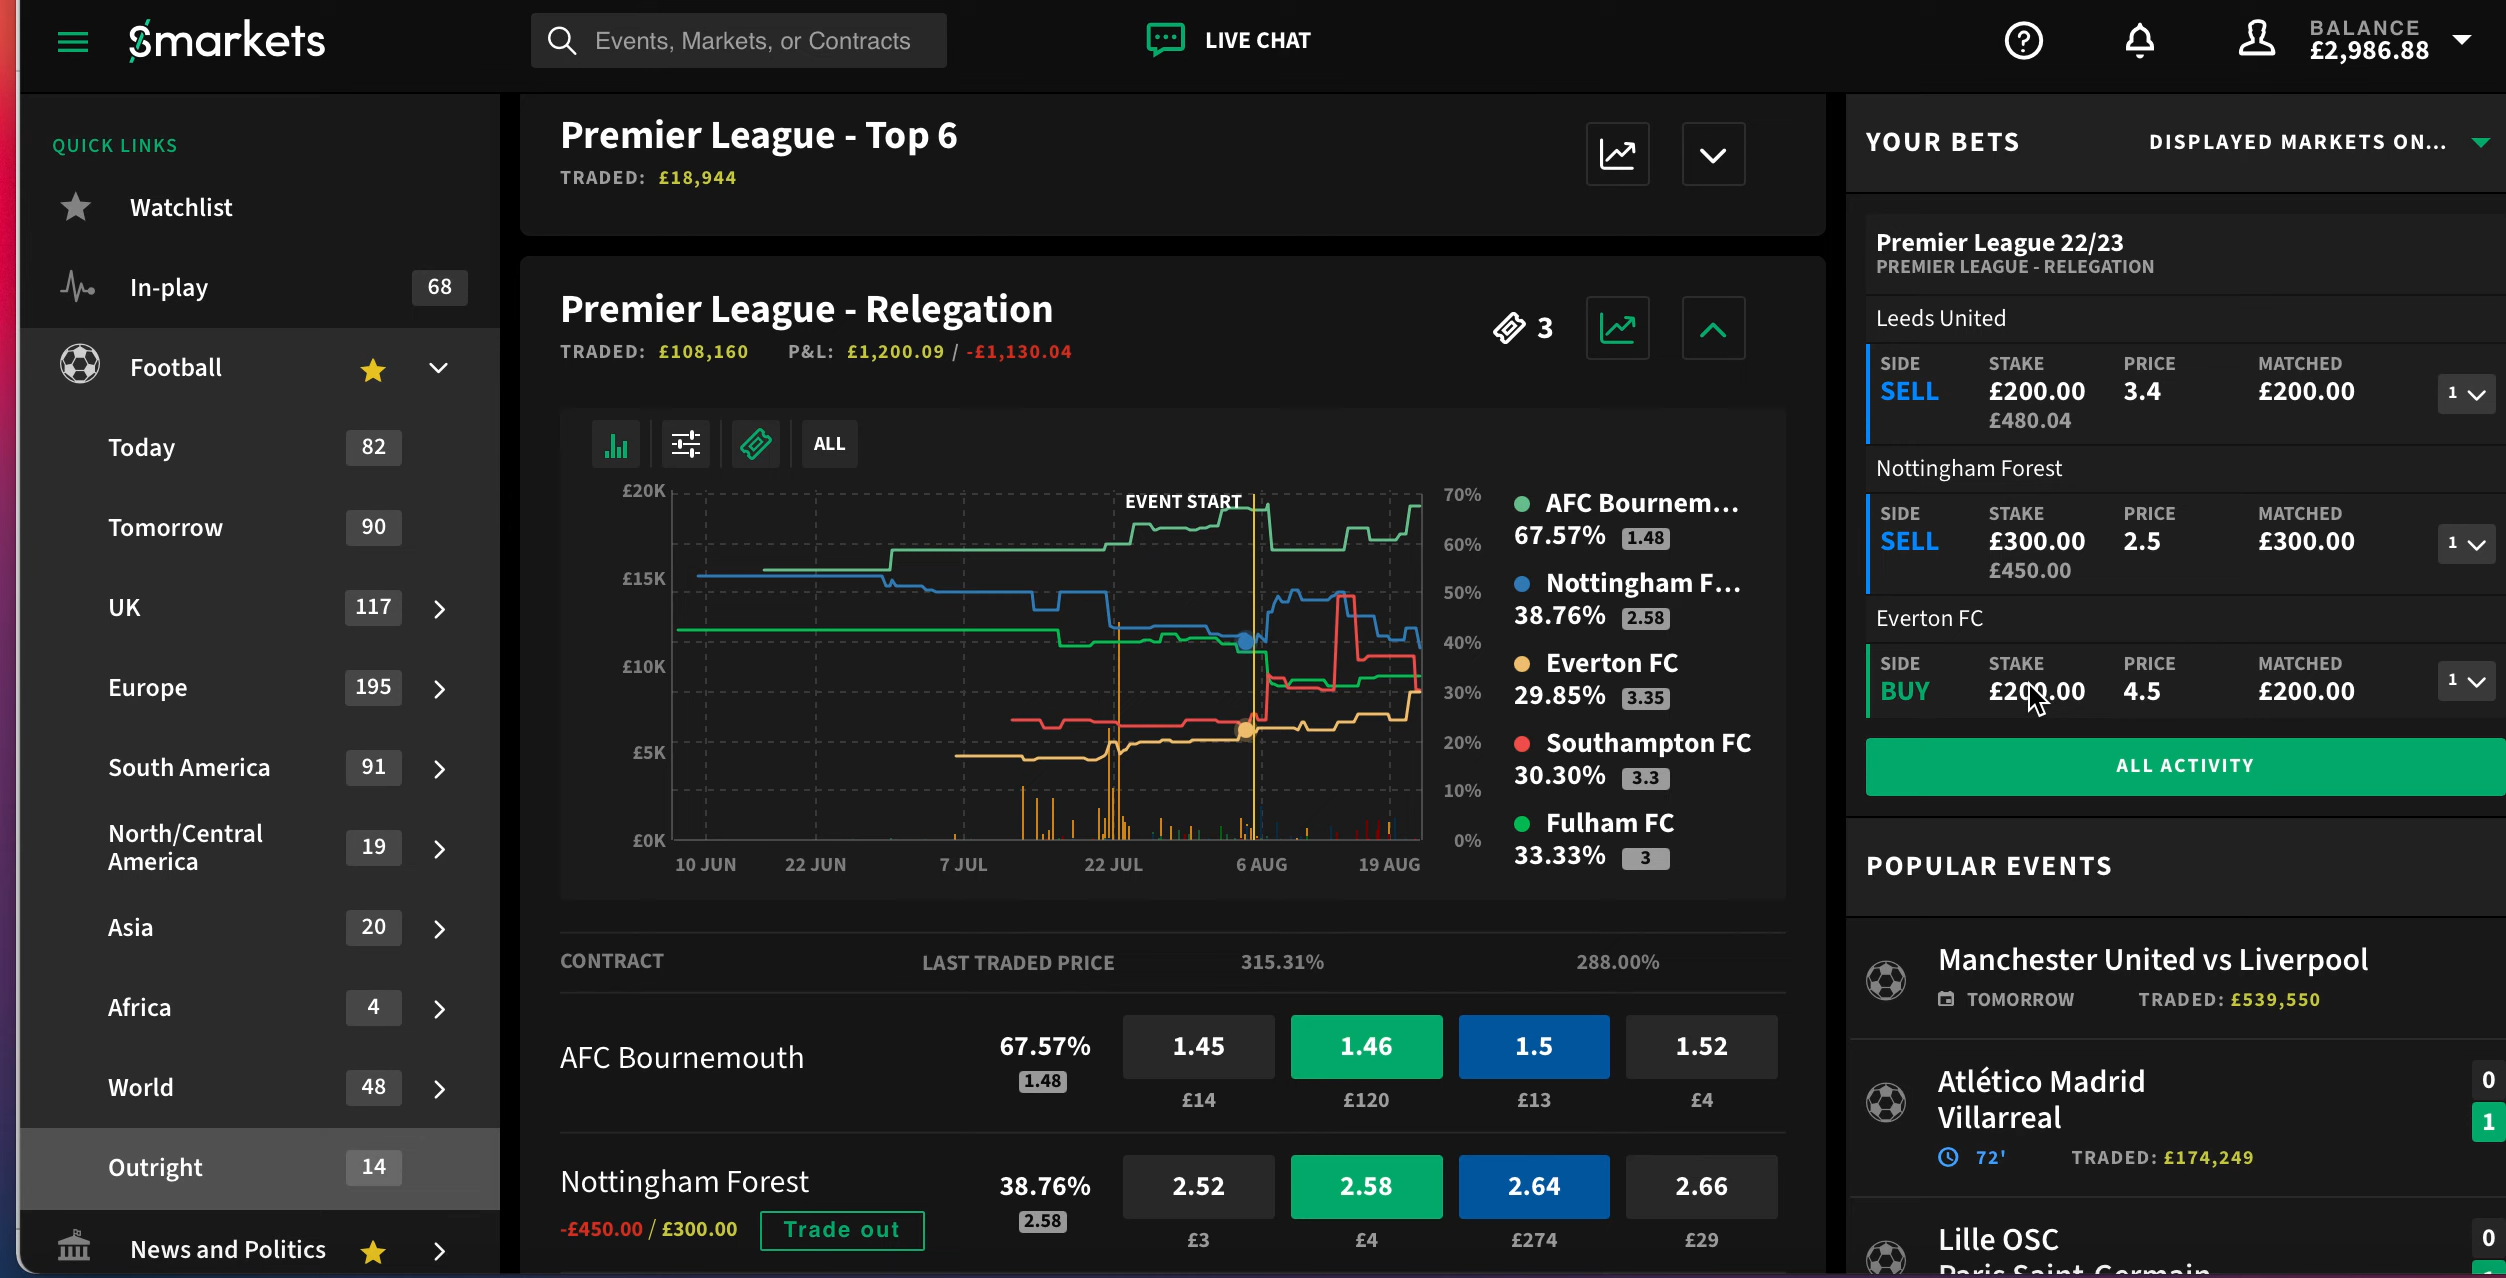 Smarkets
Events, Markets, or Contracts
LIVE CHAT
BALANCE
£2,986.88
QUICK LINKS
Watchlist
In-play 68
Football
Today 82
Tomorrow 90
UK 117
Europe 195
South America 91
North/Central
America 19
Asia 20
Africa 4
World 48
Outright 14
News and Politics
Premier League - Top 6
TRADED: £18,944
Premier League - Relegation
TRADED: £108,160 P&L: £1,200.09 / -£1,130.04
3
ALL
EVENT START
£20K
£15K
£10K
£5K
£0K
70%
60%
50%
40%
30%
20%
10%
0%
10 JUN 22 JUN 7 JUL 22 JUL 6 AUG 19 AUG
AFC Bournem...
67.57% 1.48
Nottingham F...
38.76% 2.58
Everton FC
29.85% 3.35
Southampton FC
30.30% 3.3
Fulham FC
33.33% 3
CONTRACT LAST TRADED PRICE 315.31% 288.00%
AFC Bournemouth 67.57% 1.45 1.46 1.5 1.52
1.48 £14 £120 £13 £4
Nottingham Forest 38.76% 2.52 2.58 2.64 2.66
-£450.00 / £300.00 Trade out 2.58 £3 £4 £274 £29
YOUR BETS DISPLAYED MARKETS ON...
Premier League 22/23
PREMIER LEAGUE - RELEGATION
Leeds United
SIDE STAKE PRICE MATCHED
SELL £200.00 3.4 £200.00 1
£480.04
Nottingham Forest
SIDE STAKE PRICE MATCHED
SELL £300.00 2.5 £300.00 1
£450.00
Everton FC
SIDE STAKE PRICE MATCHED
BUY £200.00 4.5 £200.00 1
ALL ACTIVITY
POPULAR EVENTS
Manchester United vs Liverpool
TOMORROW TRADED: £539,550
Atlético Madrid 0
Villarreal 1
72' TRADED: £174,249
Lille OSC 0
Paris Saint-Germain